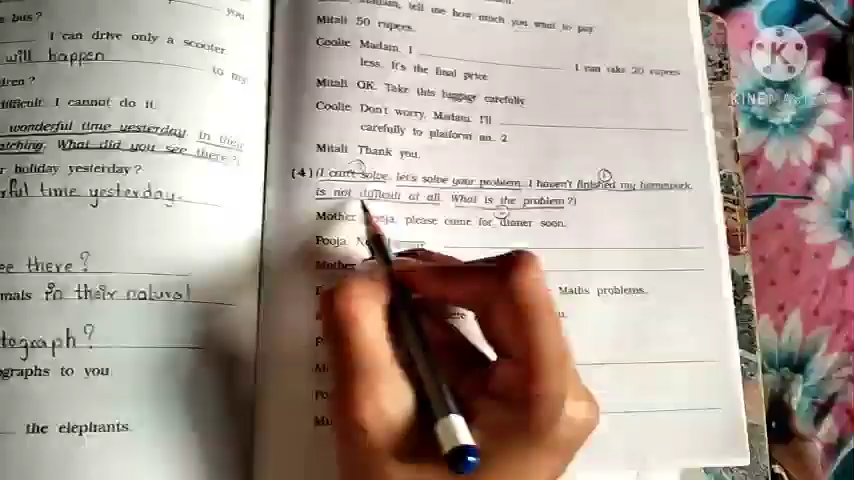 e bus?
you
I can drive only a scooter.
will happen
to my
dren?
difficult. I cannot do it.
wonderful time yesterday in their
atching. What did you see there?)
r holiday yesterday?
rful time yesterday.
ee there?
mals in their natural
tograph?
ographs to you
the elephants.
tell me how much you want to pay
Mitali 50 rupees.
Coolie Madam, I
I can take 20 rupees
less. It's the final price
Mitali OK. Take this luggage carefully
Coolie Don't worry, Madam. I'll
carefully to platform no. 2
Mitali Thank you.
[4] (I can't solve, let's solve your problem. I haven't finished my homework,
is not difficult at all. What is the problem?)
Mother Pooja, please come for dinner soon.
Pooja No
Mother
Maths problems.
KINEMASTER